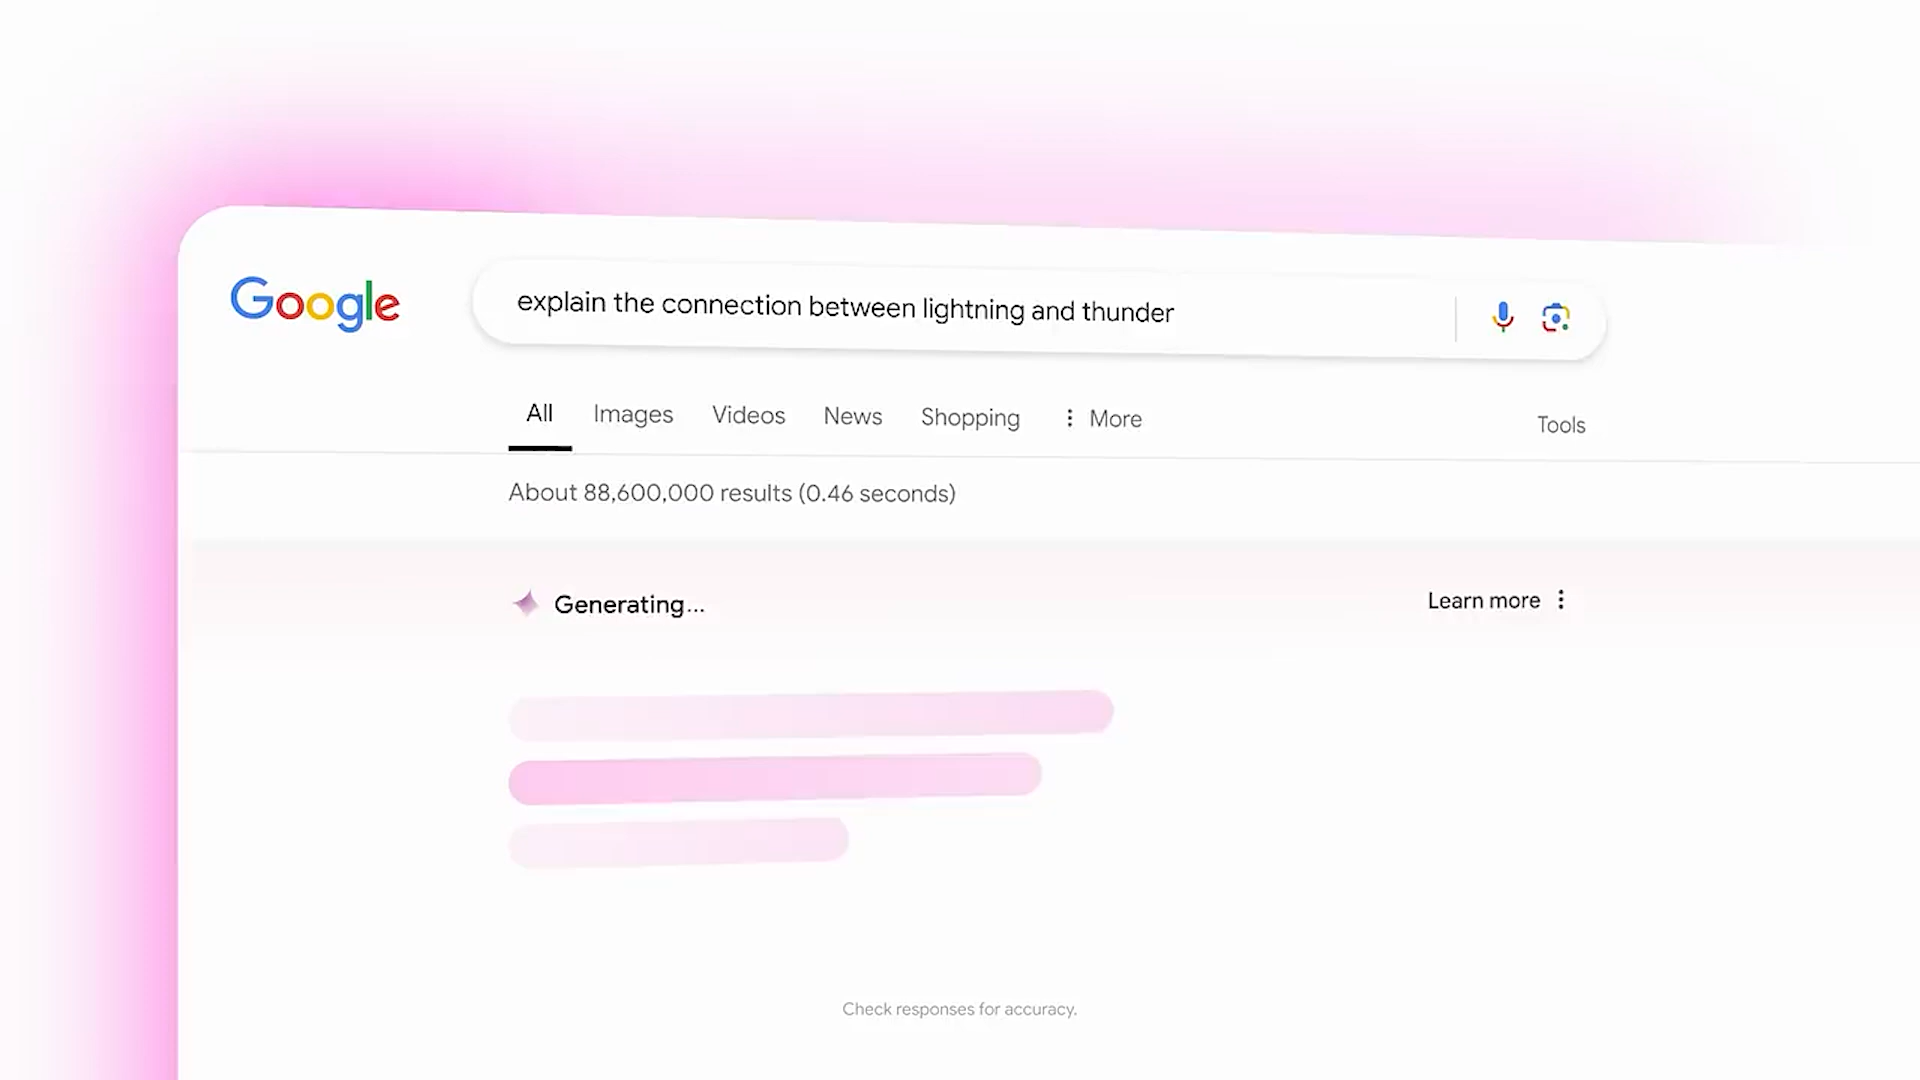 Google
explain the connection between lightning and thunder
All Images Videos News Shopping More Tools
About 88,600,000 results (0.46 seconds)
Generating... Learn more
Check responses for accuracy.